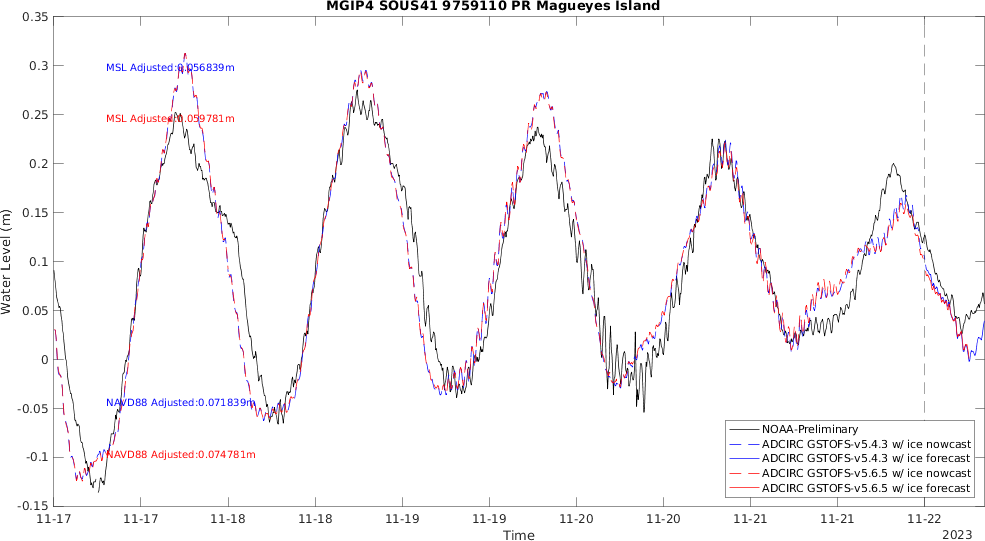 MGIP4 SOUS41 9759110 PR Magueyes Island
0.35
0.3
0.25
0.2
0.15
0.1
0.05
0
-0.05
-0.1
-0.15
Water Level (m)
MSL Adjusted:0.056839m
MSL Adjusted:0.059781m
NAVD88 Adjusted:0.071839m
NAVD88 Adjusted:0.074781m
NOAA-Preliminary
ADCIRC GSTOFS-v5.4.3 w/ ice nowcast
ADCIRC GSTOFS-v5.4.3 w/ ice forecast
ADCIRC GSTOFS-v5.6.5 w/ ice nowcast
ADCIRC GSTOFS-v5.6.5 w/ ice forecast
11-17 11-17 11-18 11-18 11-19 11-19 11-20 11-20 11-21 11-21 11-22
Time
2023